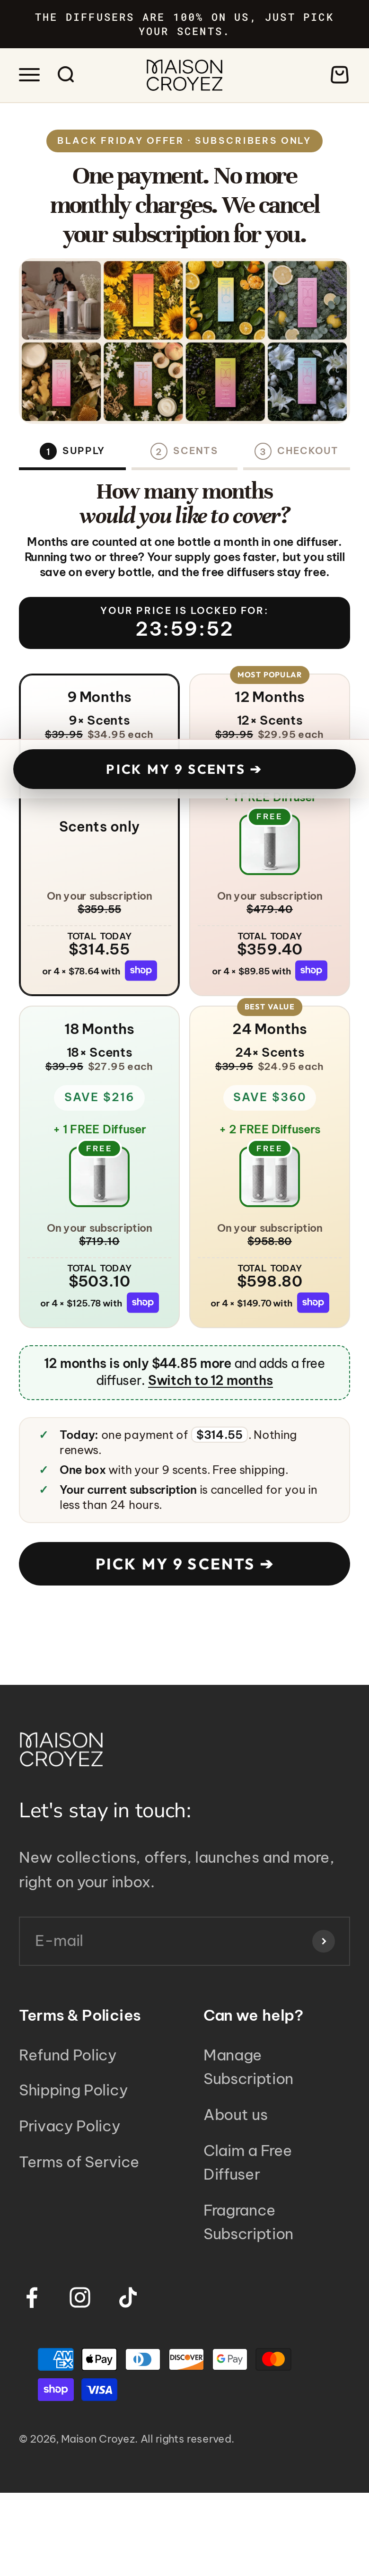 THE DIFFUSERS ARE 100% ON US, JUST PICK
YOUR SCENTS.
MAISON
CROYEZ
BLACK FRIDAY OFFER · SUBSCRIBERS ONLY
One payment. No more
monthly charges. We cancel
your subscription for you.
1 SUPPLY
2 SCENTS
3 CHECKOUT
How many months
would you like to cover?
Months are counted at one bottle a month in one diffuser.
Running two or three? Your supply goes faster, but you still
save on every bottle, and the free diffusers stay free.
YOUR PRICE IS LOCKED FOR:
23:59:52
9 Months
9× Scents
$39.95 $34.95 each
MOST POPULAR
12 Months
12× Scents
$39.95 $29.95 each
PICK MY 9 SCENTS ➔
Scents only
On your subscription
$359.55
TOTAL TODAY
$314.55
or 4 × $78.64 with shop
+ 1 FREE Diffuser
FREE
On your subscription
$479.40
TOTAL TODAY
$359.40
or 4 × $89.85 with shop
18 Months
18× Scents
$39.95 $27.95 each
SAVE $216
+ 1 FREE Diffuser
FREE
On your subscription
$719.10
TOTAL TODAY
$503.10
or 4 × $125.78 with shop
BEST VALUE
24 Months
24× Scents
$39.95 $24.95 each
SAVE $360
+ 2 FREE Diffusers
FREE
On your subscription
$958.80
TOTAL TODAY
$598.80
or 4 × $149.70 with shop
12 months is only $44.85 more and adds a free
diffuser. Switch to 12 months
✓ Today: one payment of $314.55. Nothing
renews.
✓ One box with your 9 scents. Free shipping.
✓ Your current subscription is cancelled for you in
less than 24 hours.
PICK MY 9 SCENTS ➔
MAISON
CROYEZ
Let's stay in touch:
New collections, offers, launches and more,
right on your inbox.
E-mail
Terms & Policies
Refund Policy
Shipping Policy
Privacy Policy
Terms of Service
Can we help?
Manage
Subscription
About us
Claim a Free
Diffuser
Fragrance
Subscription
AMEX Pay DISCOVER G Pay
shop VISA
© 2026, Maison Croyez. All rights reserved.